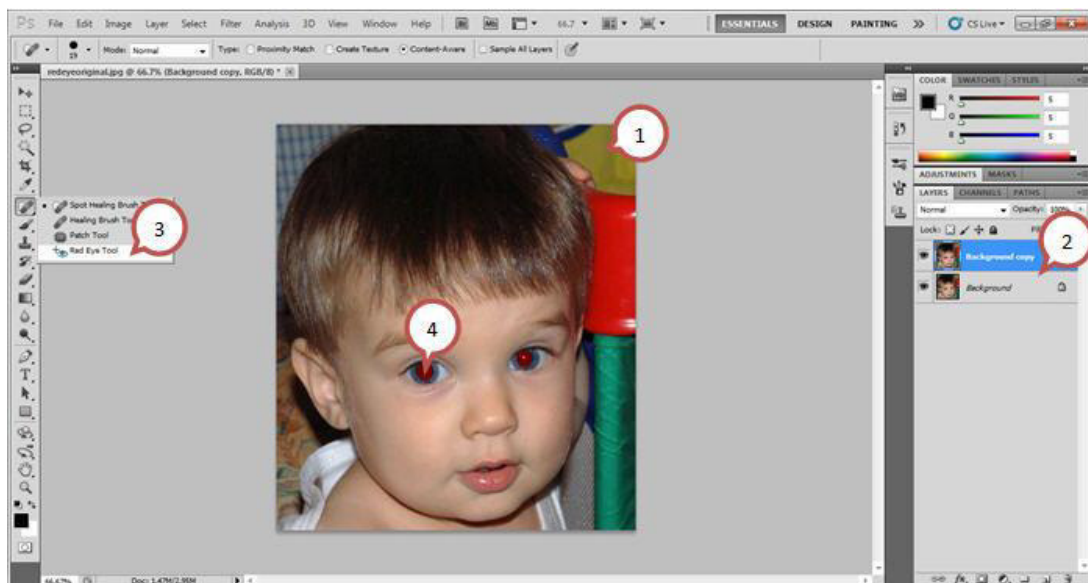 Ps File Edit Image Layer Select Filter Analysis 3D View Window Help Br Mb 66.7 ESSENTIALS DESIGN PAINTING CS Live
19 Mode: Normal Type: Proximity Match Create Texture Content-Aware Sample All Layers
redeyeoriginal.jpg @ 66.7% (Background copy, RGB/8) *
COLOR SWATCHES STYLES
R 5
G 5
B 5
ADJUSTMENTS MASKS
LAYERS CHANNELS PATHS
Normal Opacity: 100%
Lock:
Background copy
Background
Spot Healing Brush
Healing Brush
Patch Tool
Red Eye Tool
1
2
3
4
66.67% Doc: 1.47M/2.95M